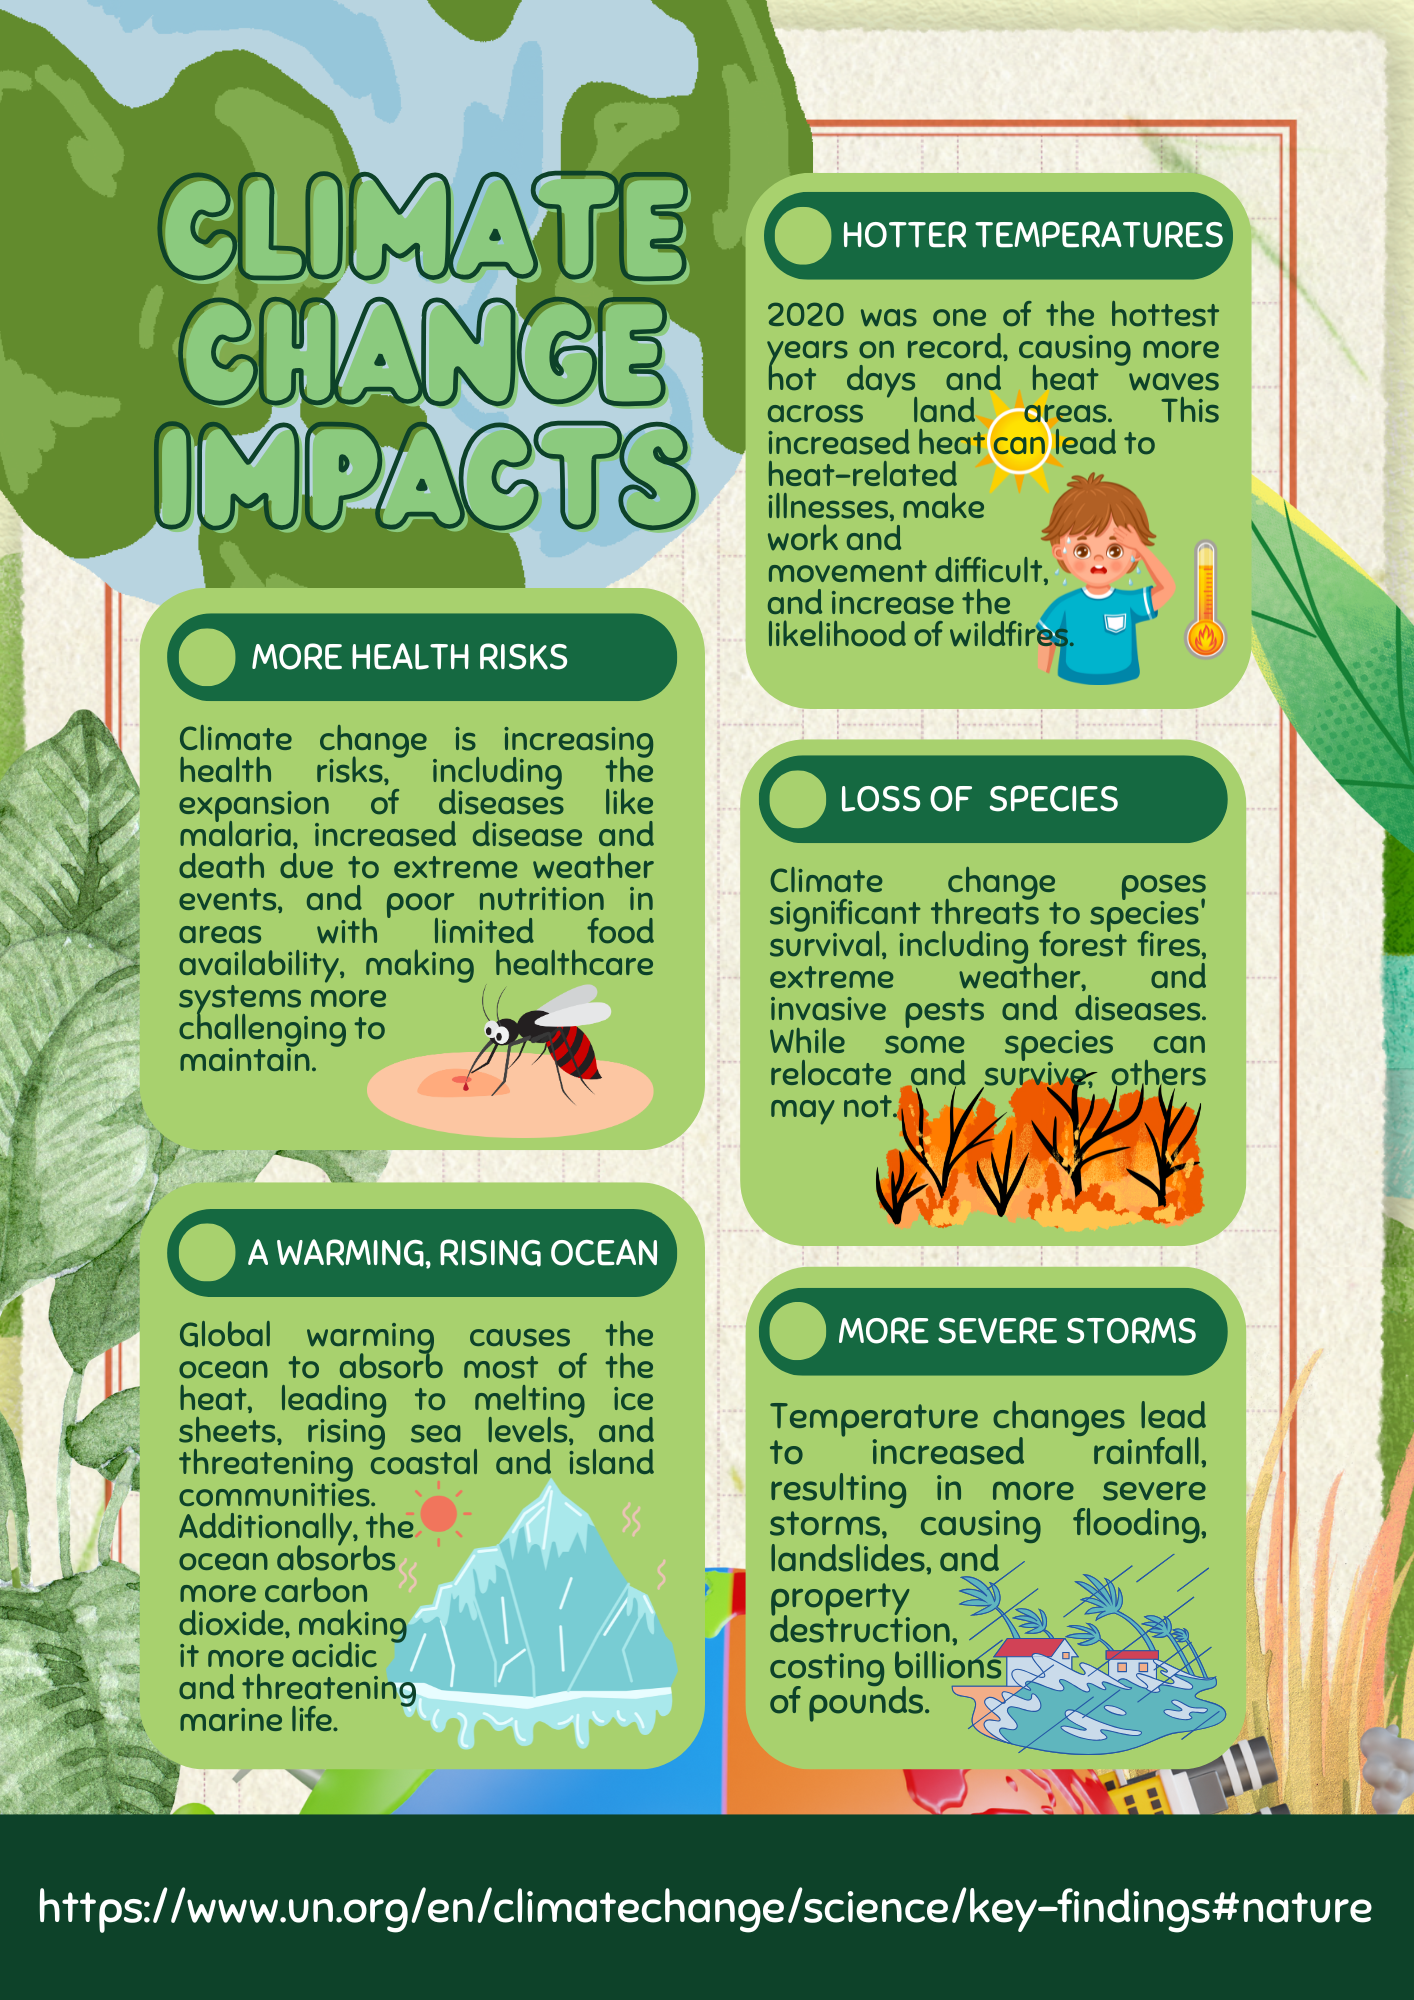 CLIMATE
CHANGE
IMPACTS
HOTTER TEMPERATURES
2020 was one of the hottest
years on record, causing more
hot days and heat waves
across land areas. This
increased heat can lead to
heat-related
illnesses, make
work and
movement difficult,
and increase the
likelihood of wildfires.
MORE HEALTH RISKS
Climate change is increasing
health risks, including the
expansion of diseases like
malaria, increased disease and
death due to extreme weather
events, and poor nutrition in
areas with limited food
availability, making healthcare
systems more
challenging to
maintain.
LOSS OF SPECIES
Climate change poses
significant threats to species'
survival, including forest fires,
extreme weather, and
invasive pests and diseases.
While some species can
relocate and survive, others
may not.
A WARMING, RISING OCEAN
Global warming causes the
ocean to absorb most of the
heat, leading to melting ice
sheets, rising sea levels, and
threatening coastal and island
communities.
Additionally, the
ocean absorbs
more carbon
dioxide, making
it more acidic
and threatening
marine life.
MORE SEVERE STORMS
Temperature changes lead
to increased rainfall,
resulting in more severe
storms, causing flooding,
landslides, and
property
destruction,
costing billions
of pounds.
https://www.un.org/en/climatechange/science/key-findings#nature